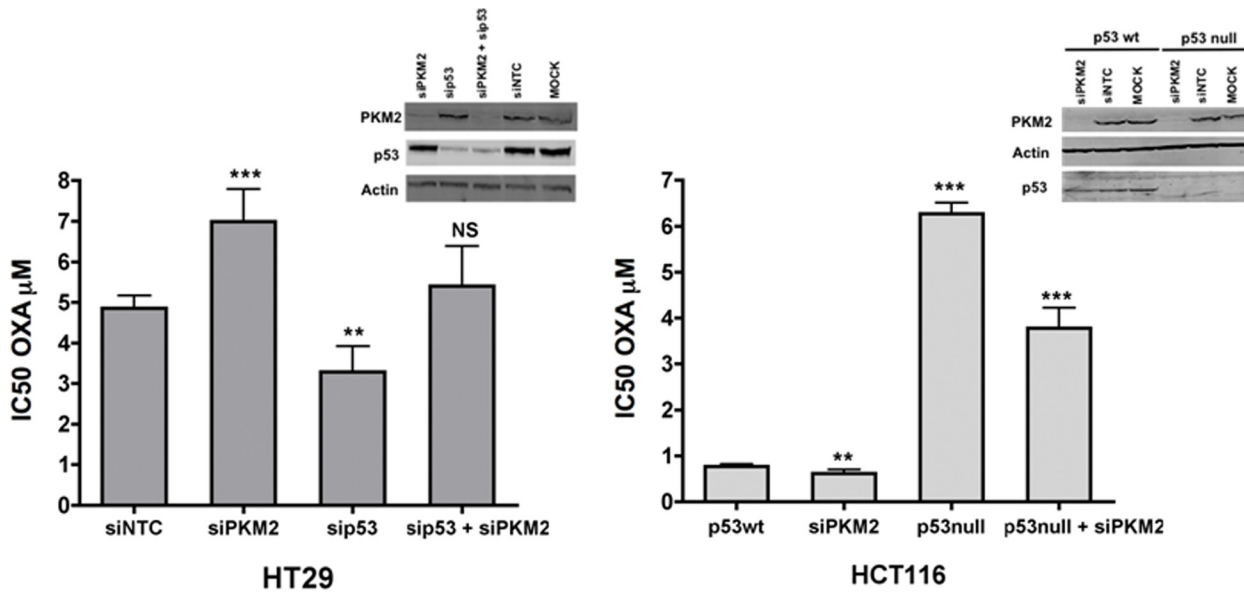 siPKM2
sip53
siPKM2 + sip53
siNTC
MOCK
PKM2
p53
Actin
IC50 OXA µM
8
7
6
5
4
3
2
1
0
***
**
NS
siNTC
siPKM2
sip53
sip53 + siPKM2
HT29
p53 wt
p53 null
siPKM2
siNTC
MOCK
siPKM2
siNTC
MOCK
PKM2
Actin
p53
IC50 OXA µM
7
6
5
4
3
2
1
0
**
***
***
p53wt
siPKM2
p53null
p53null + siPKM2
HCT116